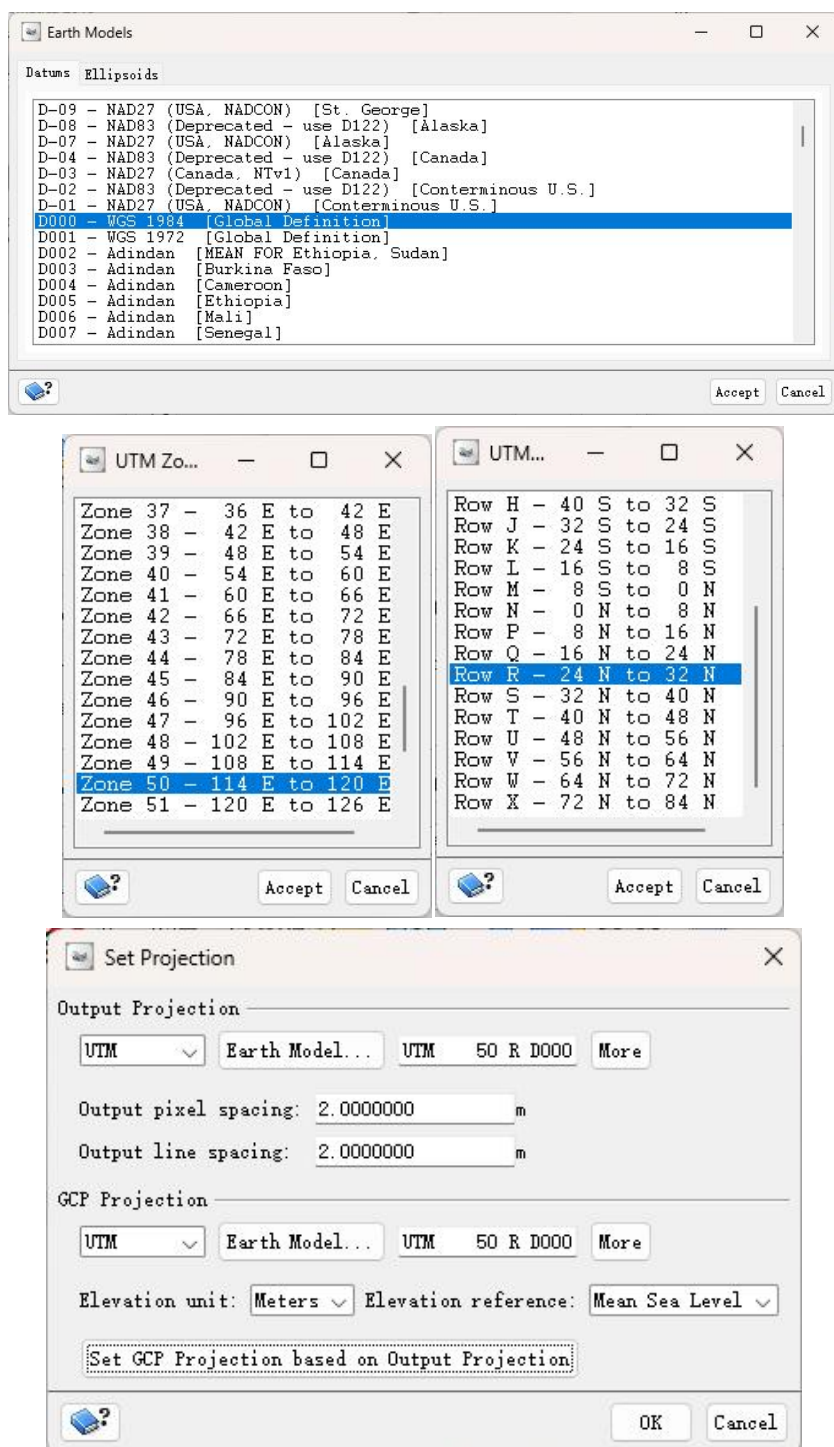 Earth Models
Datums Ellipsoids
D-09 - NAD27 (USA, NADCON) [St. George]
D-08 - NAD83 (Deprecated - use D122) [Alaska]
D-07 - NAD27 (USA, NADCON) [Alaska]
D-04 - NAD83 (Deprecated - use D122) [Canada]
D-03 - NAD27 (Canada, NTv1) [Canada]
D-02 - NAD83 (Deprecated - use D122) [Conterminous U.S.]
D-01 - NAD27 (USA, NADCON) [Conterminous U.S.]
D000 - WGS 1984 [Global Definition]
D001 - WGS 1972 [Global Definition]
D002 - Adindan [MEAN FOR Ethiopia, Sudan]
D003 - Adindan [Burkina Faso]
D004 - Adindan [Cameroon]
D005 - Adindan [Ethiopia]
D006 - Adindan [Mali]
D007 - Adindan [Senegal]
? Accept Cancel
UTM Zo...
Zone 37 - 36 E to 42 E
Zone 38 - 42 E to 48 E
Zone 39 - 48 E to 54 E
Zone 40 - 54 E to 60 E
Zone 41 - 60 E to 66 E
Zone 42 - 66 E to 72 E
Zone 43 - 72 E to 78 E
Zone 44 - 78 E to 84 E
Zone 45 - 84 E to 90 E
Zone 46 - 90 E to 96 E
Zone 47 - 96 E to 102 E
Zone 48 - 102 E to 108 E
Zone 49 - 108 E to 114 E
Zone 50 - 114 E to 120 E
Zone 51 - 120 E to 126 E
? Accept Cancel
UTM...
Row H - 40 S to 32 S
Row J - 32 S to 24 S
Row K - 24 S to 16 S
Row L - 16 S to 8 S
Row M - 8 S to 0 N
Row N - 0 N to 8 N
Row P - 8 N to 16 N
Row Q - 16 N to 24 N
Row R - 24 N to 32 N
Row S - 32 N to 40 N
Row T - 40 N to 48 N
Row U - 48 N to 56 N
Row V - 56 N to 64 N
Row W - 64 N to 72 N
Row X - 72 N to 84 N
? Accept Cancel
Set Projection
Output Projection
UTM Earth Model... UTM 50 R D000 More
Output pixel spacing: 2.0000000 m
Output line spacing: 2.0000000 m
GCP Projection
UTM Earth Model... UTM 50 R D000 More
Elevation unit: Meters Elevation reference: Mean Sea Level
Set GCP Projection based on Output Projection
? OK Cancel